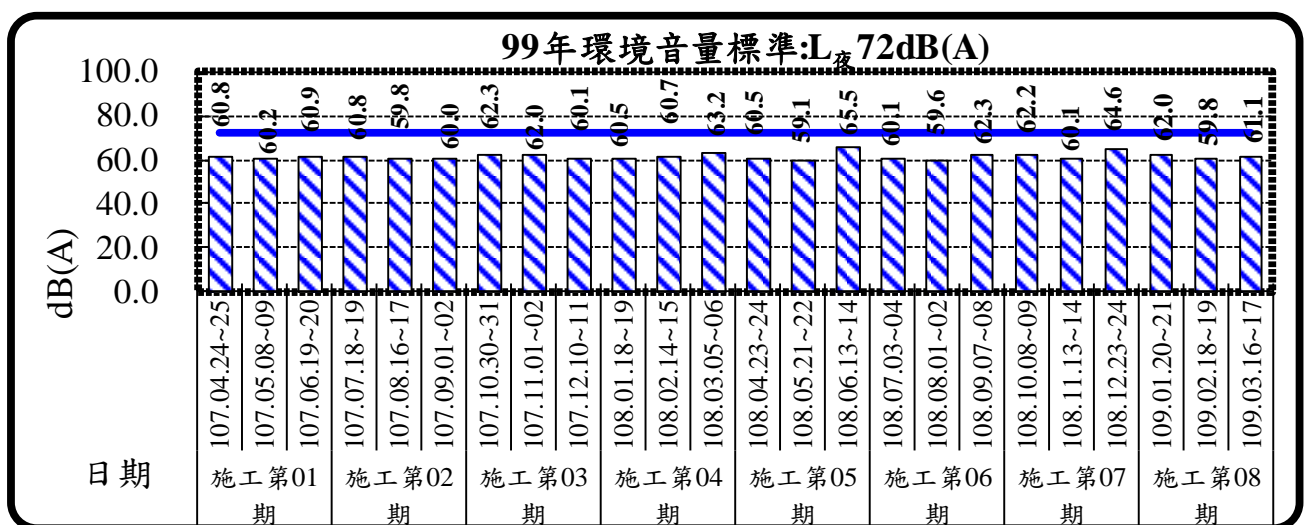 99年環境音量標準:L夜72dB(A)
100.0
80.0
60.0
40.0
20.0
0.0
dB(A)
60.8
60.2
60.9
60.8
59.8
60.0
62.3
62.0
60.1
60.5
60.7
63.2
60.5
59.1
65.5
60.1
59.6
62.3
62.2
60.1
64.6
62.0
59.8
61.1
107.04.24~25
107.05.08~09
107.06.19~20
107.07.18~19
107.08.16~17
107.09.01~02
107.10.30~31
107.11.01~02
107.12.10~11
108.01.18~19
108.02.14~15
108.03.05~06
108.04.23~24
108.05.21~22
108.06.13~14
108.07.03~04
108.08.01~02
108.09.07~08
108.10.08~09
108.11.13~14
108.12.23~24
109.01.20~21
109.02.18~19
109.03.16~17
日期
施工第01
期
施工第02
期
施工第03
期
施工第04
期
施工第05
期
施工第06
期
施工第07
期
施工第08
期